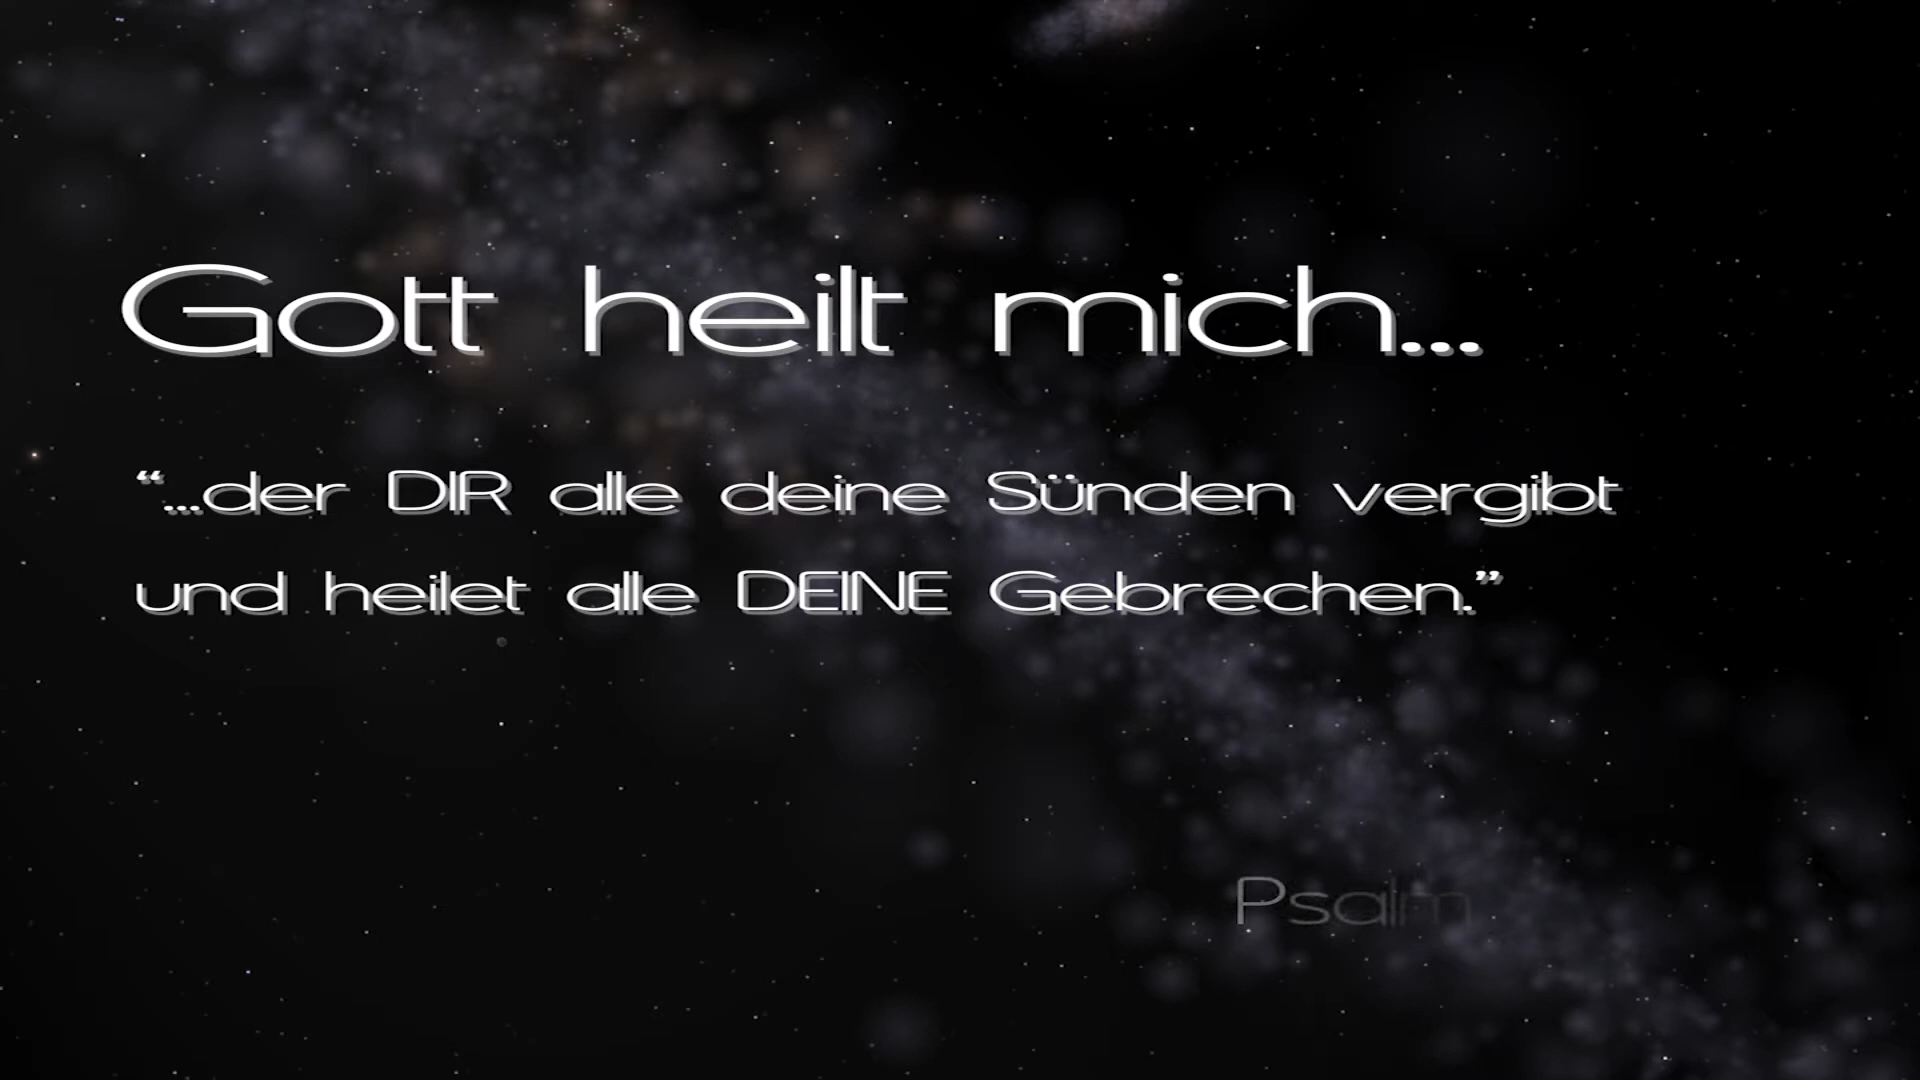 Gott heilt mich...
“...der DIR alle deine Sünden vergibt
und heilet alle DEINE Gebrechen.”
Psalm